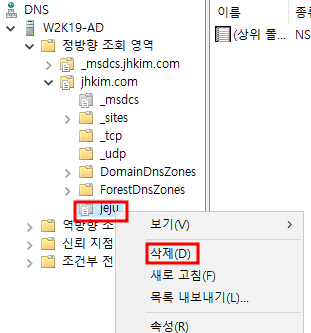 DNS
이름
종류
W2K19-AD
(상위 폴...
NS
정방향 조회 영역
_msdcs.jhkim.com
jhkim.com
_msdcs
_sites
_tcp
_udp
DomainDnsZones
ForestDnsZones
jeju
역방향 조
보기(V)
신뢰 지점
삭제(D)
조건부 전
새로 고침(F)
목록 내보내기(L)...
속성(R)